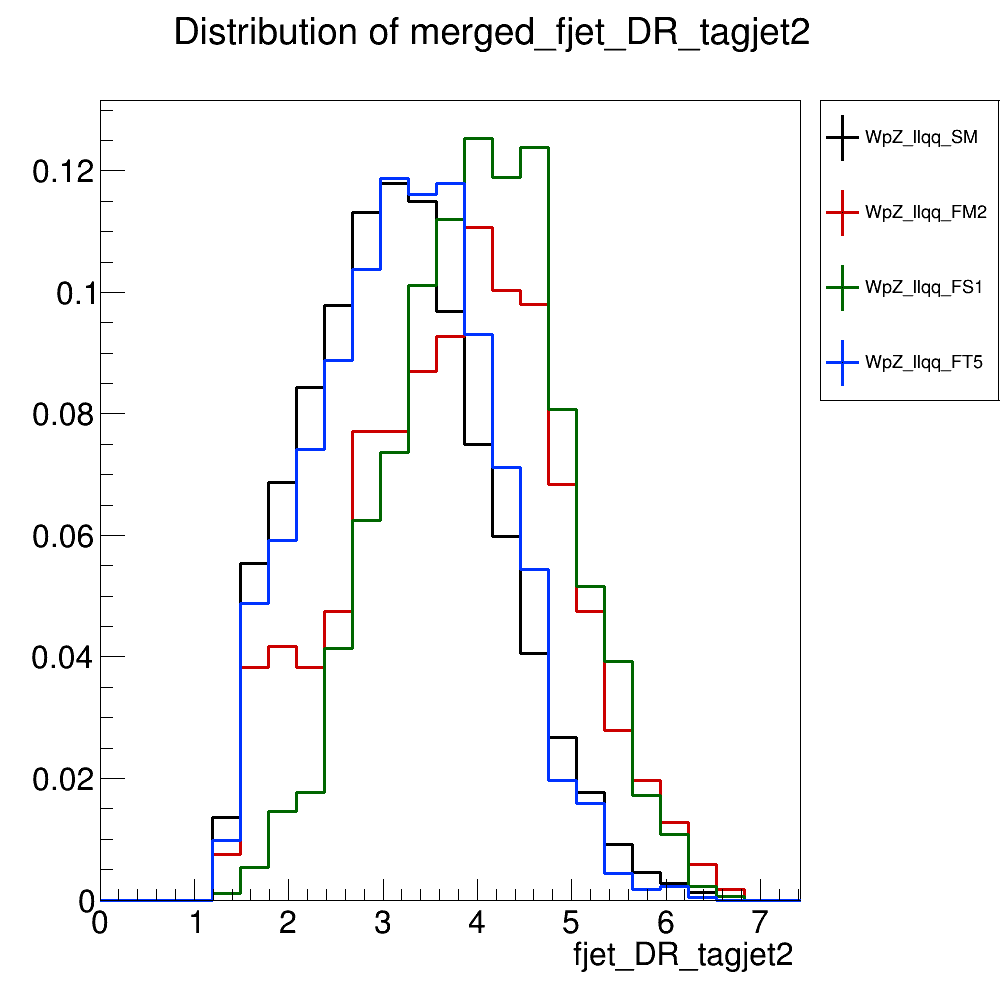 Distribution of merged_fjet_DR_tagjet2
WpZ_llqq_SM
WpZ_llqq_FM2
WpZ_llqq_FS1
WpZ_llqq_FT5
0.12
0.1
0.08
0.06
0.04
0.02
0
0 1 2 3 4 5 6 7
fjet_DR_tagjet2